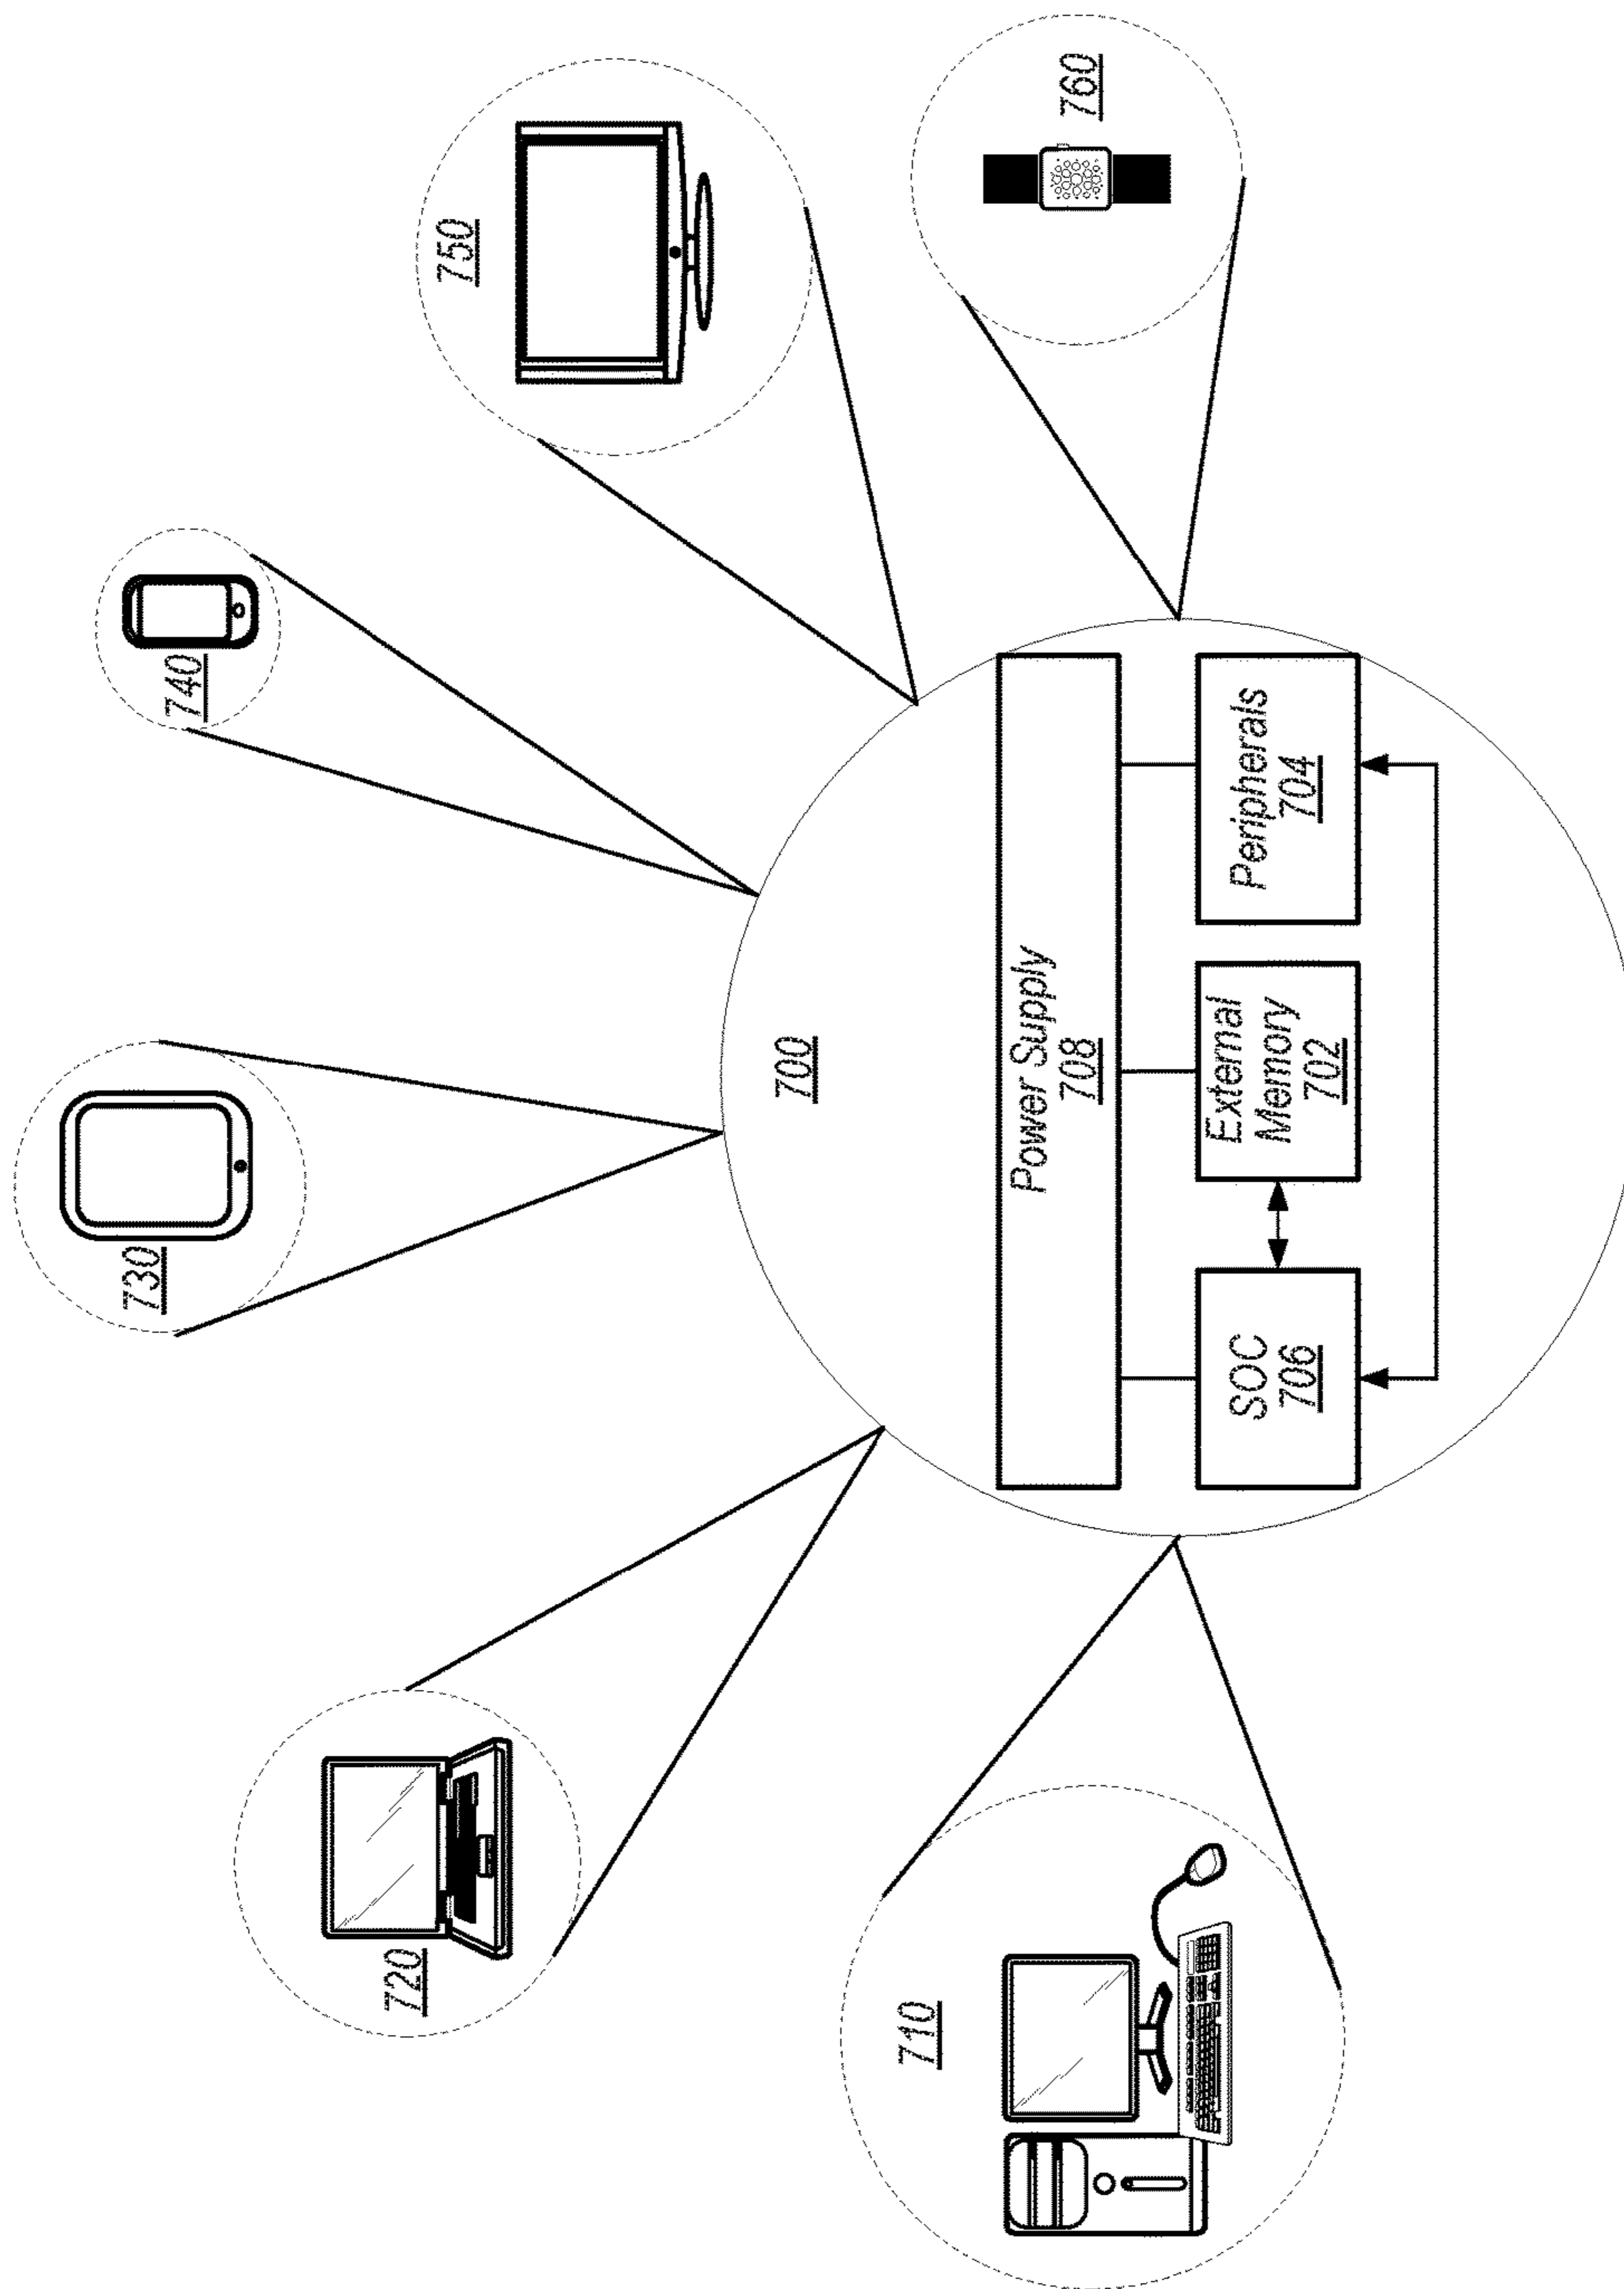 730
740
720
750
700
710
760
Power Supply
708
SOC
706
External
Memory
702
Peripherals
704